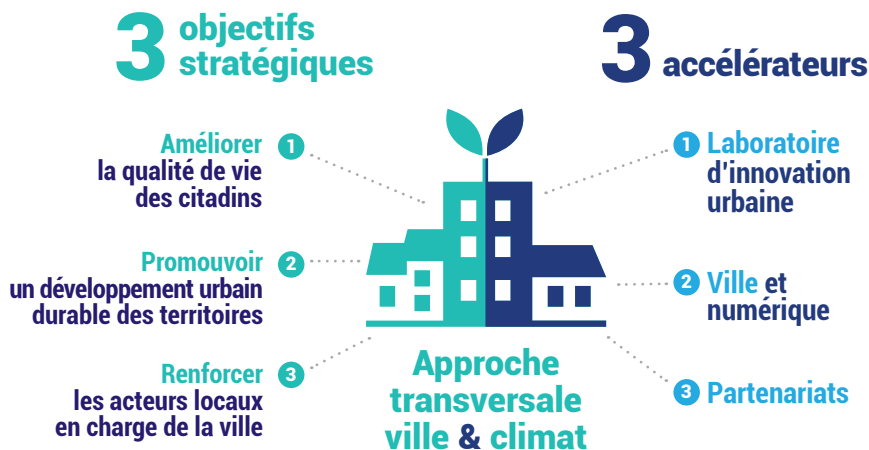 3 objectifs
stratégiques
1 Améliorer
la qualité de vie
des citadins
2 Promouvoir
un développement urbain
durable des territoires
3 Renforcer
les acteurs locaux
en charge de la ville
Approche
transversale
ville & climat
3 accélérateurs
1 Laboratoire
d'innovation
urbaine
2 Ville et
numérique
3 Partenariats